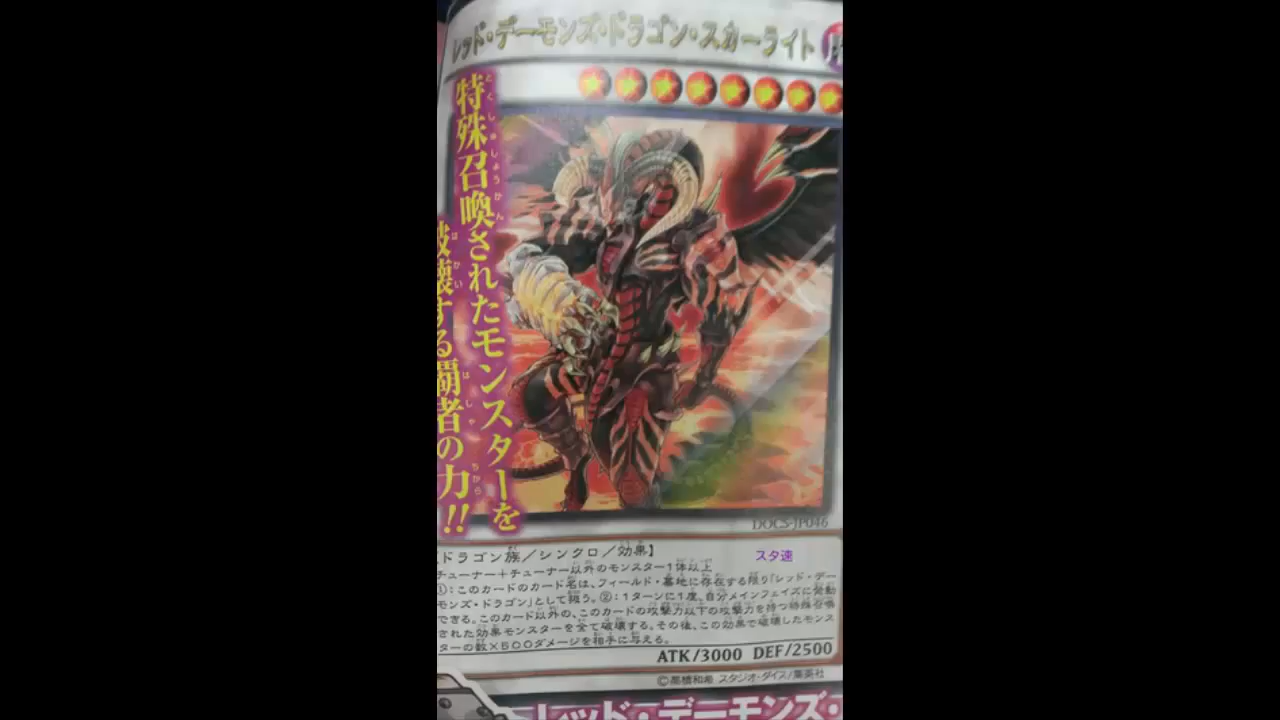 レッド・デーモンズ・ドラゴン・スカーライト
特殊召喚されたモンスターを
破壊する覇者の力!!
DOCS-JP046
【ドラゴン族／シンクロ／効果】
スタ速
チューナー＋チューナー以外のモンスター1体以上
①：このカードのカード名は、フィールド・墓地に存在する限り「レッド・デー
モンズ・ドラゴン」として扱う。②：1ターンに1度、自分メインフェイズに発動
できる。このカード以外の、このカードの攻撃力以下の攻撃力を持つ特殊召喚
された効果モンスターを全て破壊する。その後、この効果で破壊したモンス
ターの数×500ダメージを相手に与える。
ATK/3000 DEF/2500
©高橋和希 スタジオ・ダイス/集英社
レッド・デーモンズ・